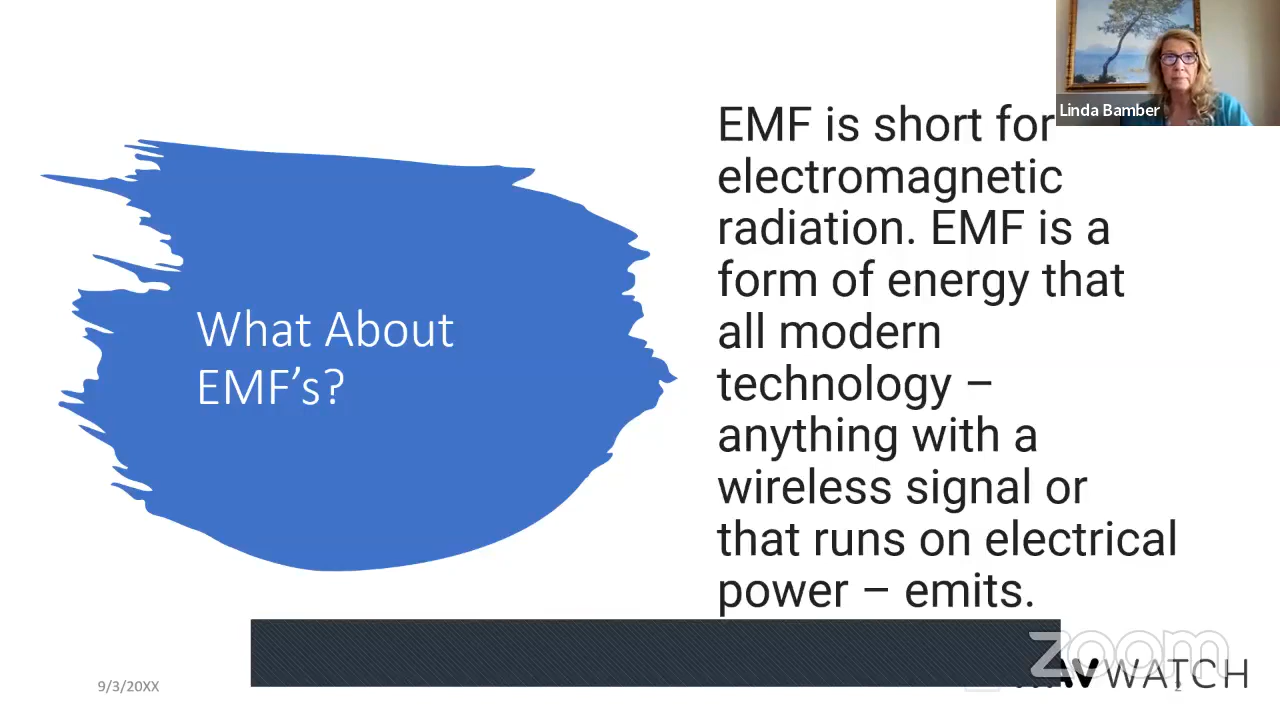 Linda Bamber
What About
EMF’s?
EMF is short for
electromagnetic
radiation. EMF is a
form of energy that
all modern
technology –
anything with a
wireless signal or
that runs on electrical
power – emits.
zoom
WATCH
9/3/20XX
2